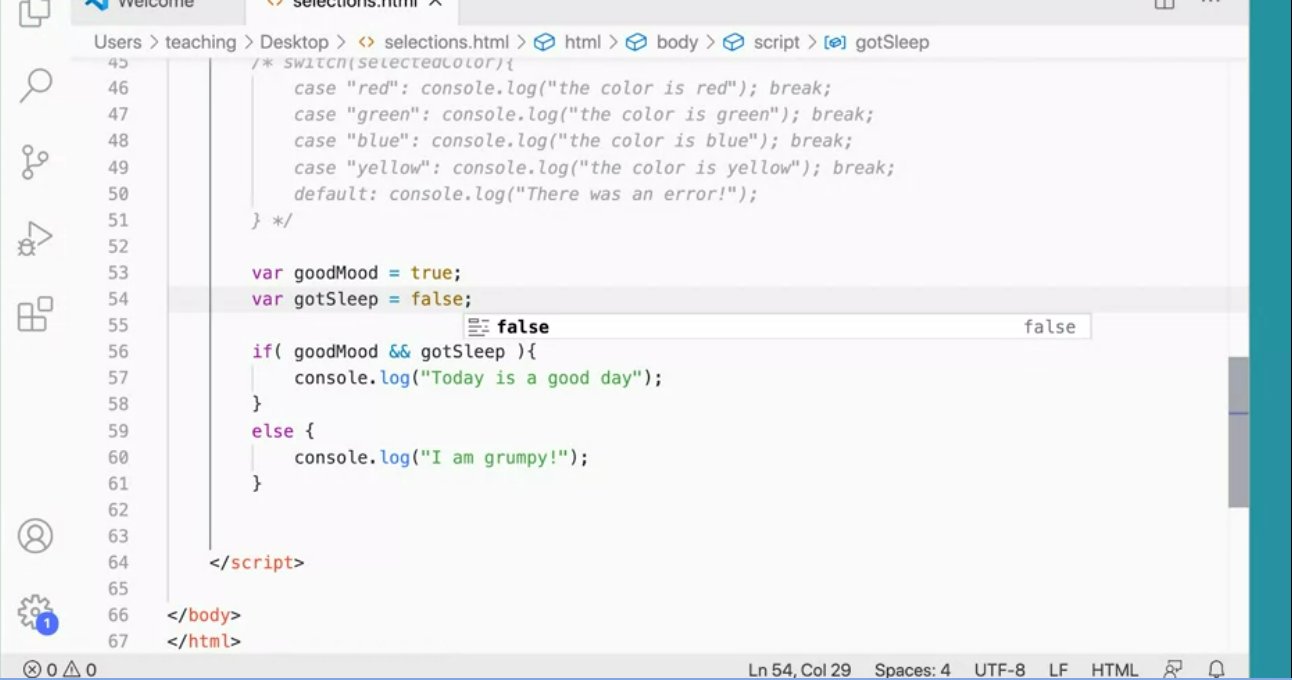 Welcome
selections.html
Users > teaching > Desktop > selections.html > html > body > script > gotSleep
45 /* switch(selectedColor){
46 case "red": console.log("the color is red"); break;
47 case "green": console.log("the color is green"); break;
48 case "blue": console.log("the color is blue"); break;
49 case "yellow": console.log("the color is yellow"); break;
50 default: console.log("There was an error!");
51 } */
52
53 var goodMood = true;
54 var gotSleep = false;
55
false false
56 if( goodMood && gotSleep ){
57 console.log("Today is a good day");
58 }
59 else {
60 console.log("I am grumpy!");
61 }
62
63
64 </script>
65
66 </body>
67 </html>
1
0 0 Ln 54, Col 29 Spaces: 4 UTF-8 LF HTML